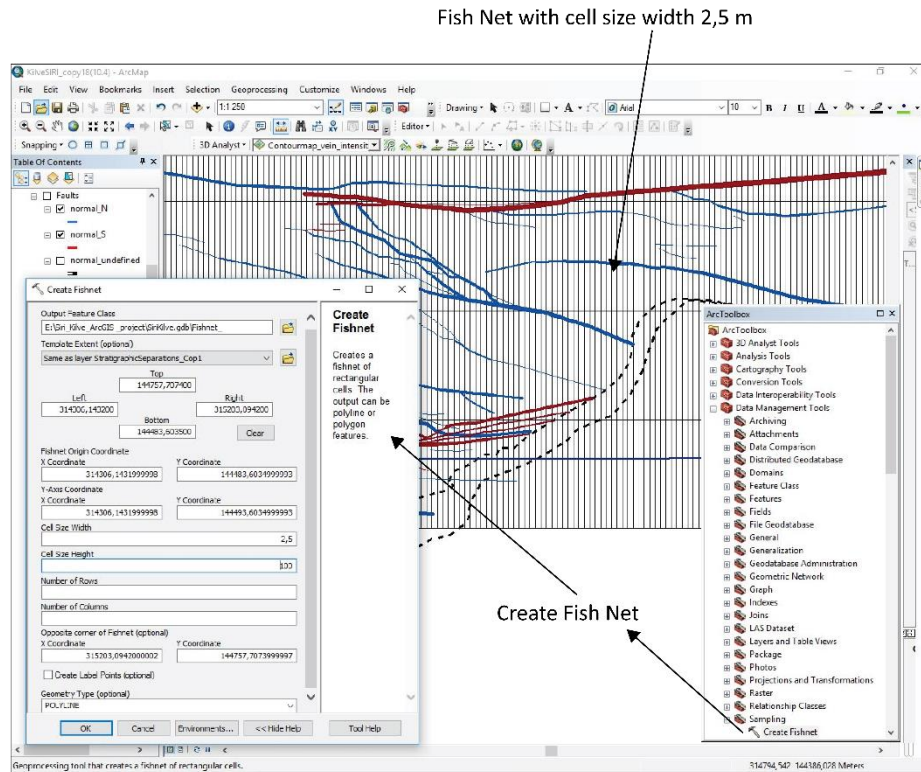 Fish Net with cell size width 2,5 m
KilveSIRI_copy18(10.4) - ArcMap
File Edit View Bookmarks Insert Selection Geoprocessing Customize Windows Help
1:1 250
Drawing
Arial
10
B I U A
Editor
Snapping
3D Analyst
Contourmap_vein_intensit
Table Of Contents
Faults
normal_N
normal_S
normal_undefined
Create Fishnet
Output Feature Class
E:\Siri_Kilve_ArcGIS _project\SiriKilve.gdb\Fishnet_
Template Extent (optional)
Same as layer StratigraphicSeparations_Cop1
Top
144757,707400
Left Right
314306,143200 315203,094200
Bottom
144483,603500 Clear
Fishnet Origin Coordinate
X Coordinate Y Coordinate
314306,1431999998 144483,6034999993
Y-Axis Coordinate
X Coordinate Y Coordinate
314306,1431999998 144493,6034999993
Cell Size Width
2,5
Cell Size Height
100
Number of Rows
Number of Columns
Opposite corner of Fishnet (optional)
X Coordinate Y Coordinate
315203,0942000002 144757,7073999997
Create Label Points (optional)
Geometry Type (optional)
POLYLINE
OK Cancel Environments... << Hide Help Tool Help
Create
Fishnet
Creates a
fishnet of
rectangular
cells. The
output can be
polyline or
polygon
features.
Create Fish Net
ArcToolbox
ArcToolbox
3D Analyst Tools
Analysis Tools
Cartography Tools
Conversion Tools
Data Interoperability Tools
Data Management Tools
Archiving
Attachments
Data Comparison
Distributed Geodatabase
Domains
Feature Class
Features
Fields
File Geodatabase
General
Generalization
Geodatabase Administration
Geometric Network
Graph
Indexes
Joins
LAS Dataset
Layers and Table Views
Package
Photos
Projections and Transformations
Raster
Relationship Classes
Sampling
Create Fishnet
Geoprocessing tool that creates a fishnet of rectangular cells.
314794,542 144386,028 Meters